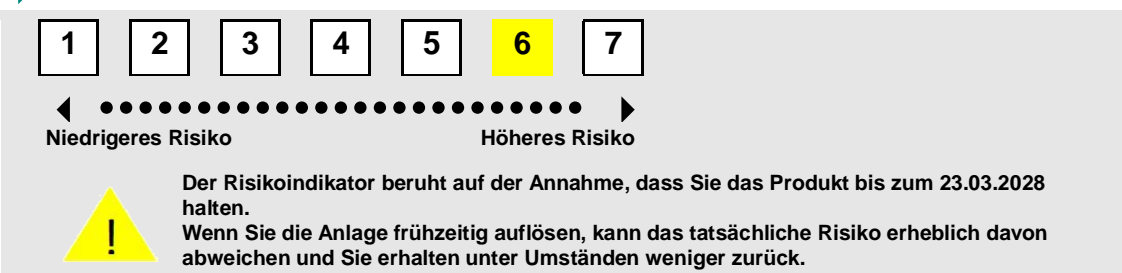 1 2 3 4 5 6 7
Niedrigeres Risiko Höheres Risiko
Der Risikoindikator beruht auf der Annahme, dass Sie das Produkt bis zum 23.03.2028
halten.
Wenn Sie die Anlage frühzeitig auflösen, kann das tatsächliche Risiko erheblich davon
abweichen und Sie erhalten unter Umständen weniger zurück.
!